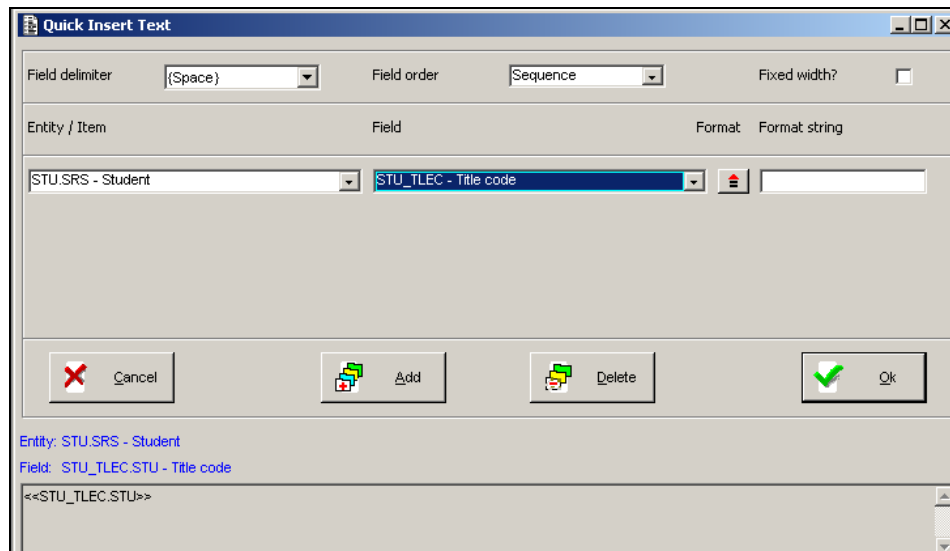 Quick Insert Text
Field delimiter {Space} Field order Sequence Fixed width?
Entity / Item Field Format Format string
STU.SRS - Student STU_TLEC - Title code
Cancel Add Delete Ok
Entity: STU.SRS - Student
Field: STU_TLEC.STU - Title code
<<STU_TLEC.STU>>